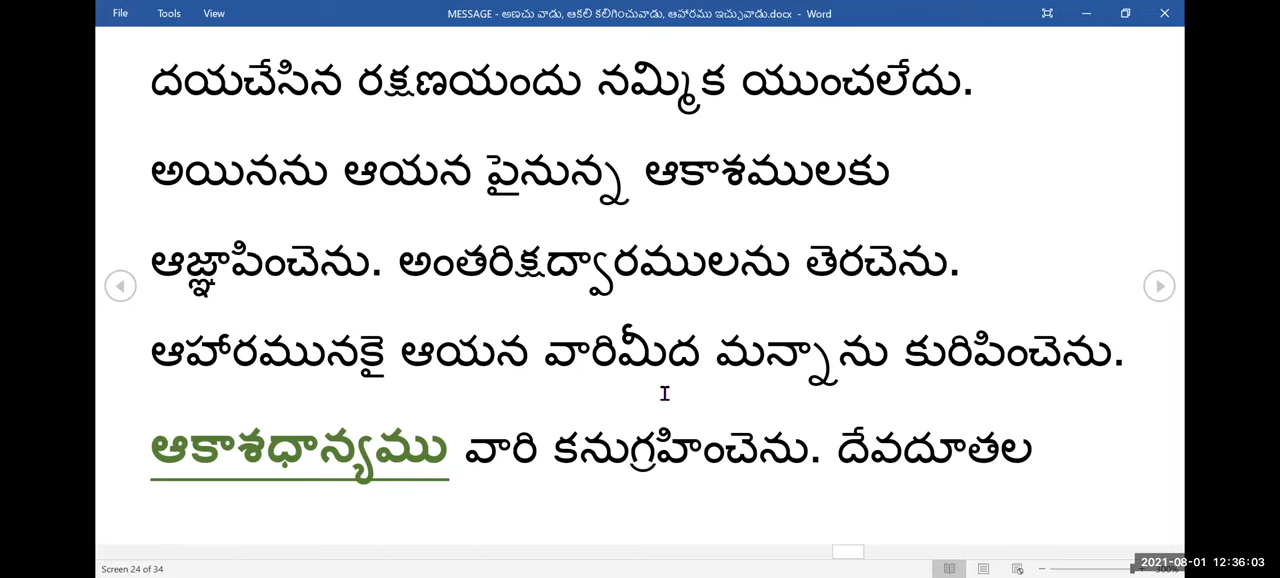 File Tools View MESSAGE - అణచు వాడు, ఆకలి కలిగించువాడు, ఆహారము ఇచ్చువాడు.docx - Word
దయచేసిన రక్షణయందు నమ్మిక యుంచలేదు.
అయినను ఆయన పైనున్న ఆకాశములకు
ఆజ్ఞాపించెను. అంతరిక్షద్వారములను తెరచెను.
ఆహారమునకై ఆయన వారిమీద మన్నాను కురిపించెను.
ఆకాశధాన్యము వారి కనుగ్రహించెను. దేవదూతల
Screen 24 of 34
2021-08-01 12:36:03